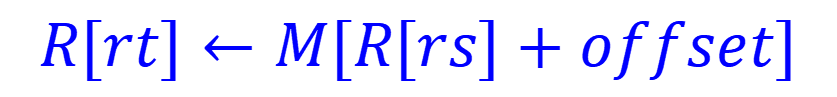 R[rt] ← M[R[rs] + offset]